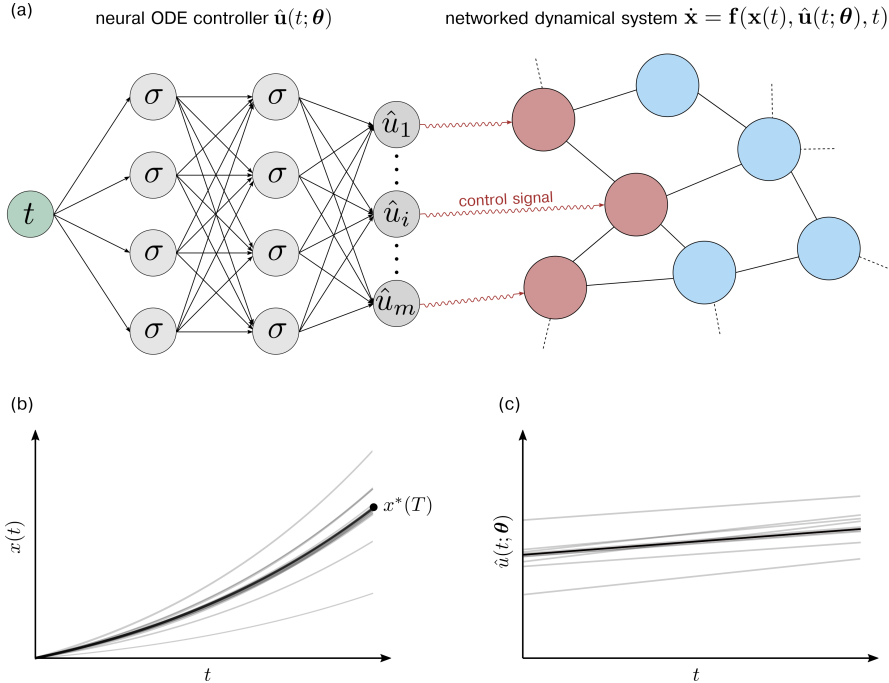 (a)
neural ODE controller û(t; θ)
networked dynamical system ẋ = f(x(t), û(t; θ), t)
t
σ σ
σ σ
σ σ
σ σ
û₁
ûᵢ
ûₘ
control signal
(b)
x(t)
x*(T)
t
(c)
û(t; θ)
t